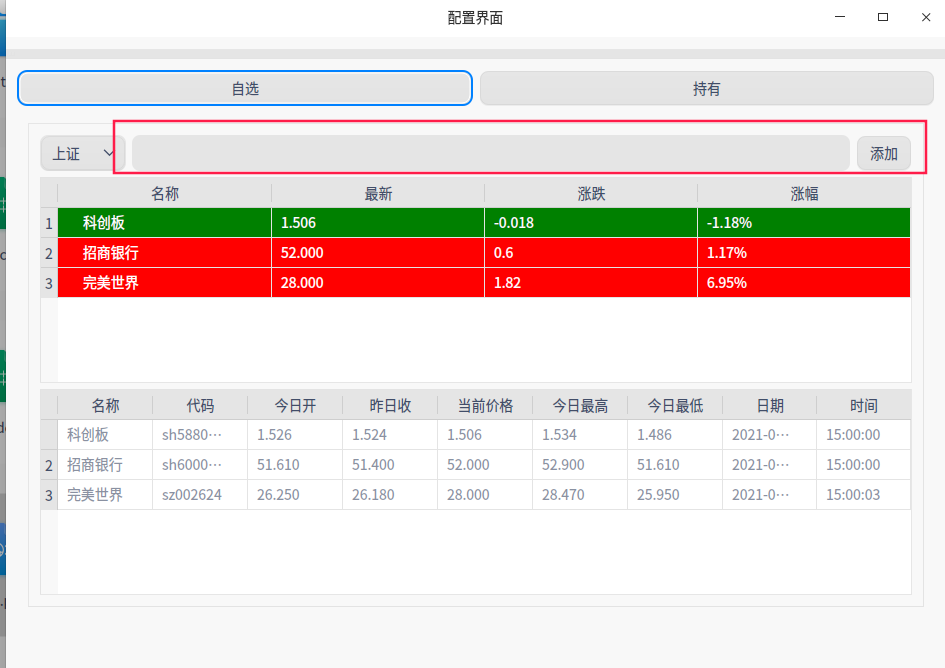 配置界面
自选 持有
上证 添加
名称 最新 涨跌 涨幅
1 科创板 1.506 -0.018 -1.18%
2 招商银行 52.000 0.6 1.17%
3 完美世界 28.000 1.82 6.95%
名称 代码 今日开 昨日收 当前价格 今日最高 今日最低 日期 时间
科创板 sh5880··· 1.526 1.524 1.506 1.534 1.486 2021-0··· 15:00:00
2 招商银行 sh6000··· 51.610 51.400 52.000 52.900 51.610 2021-0··· 15:00:00
3 完美世界 sz002624 26.250 26.180 28.000 28.470 25.950 2021-0··· 15:00:03